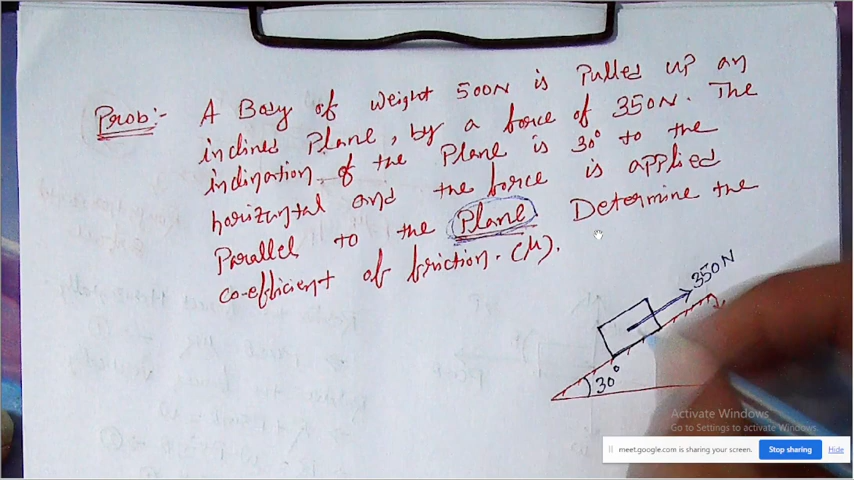 Prob:- A Body of weight 500N is Pulled up an
inclined Plane, by a force of 350N. The
inclination of the Plane is 30° to the
horizontal and the force is applied
Parallel to the Plane Determine the
co-efficient of friction. (μ).
350N
30°
Activate Windows
Go to Settings to activate Windows.
meet.google.com is sharing your screen.
Stop sharing
Hide